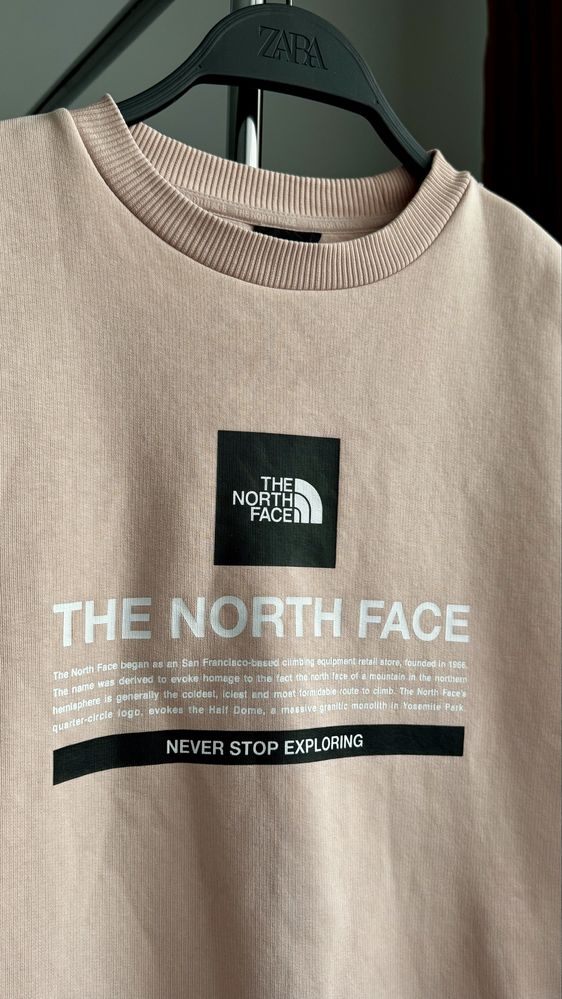 ZARA
THE
NORTH
FACE
THE NORTH FACE
The North Face began as an San Francisco-based climbing equipment retail store, founded in 1966.
The name was derived to evoke homage to the fact the north face of a mountain in the northern
hemisphere is generally the coldest, iciest and most formidable route to climb. The North Face's
quarter-circle logo, evokes the Half Dome, a massive granitic monolith in Yosemite Park.
NEVER STOP EXPLORING